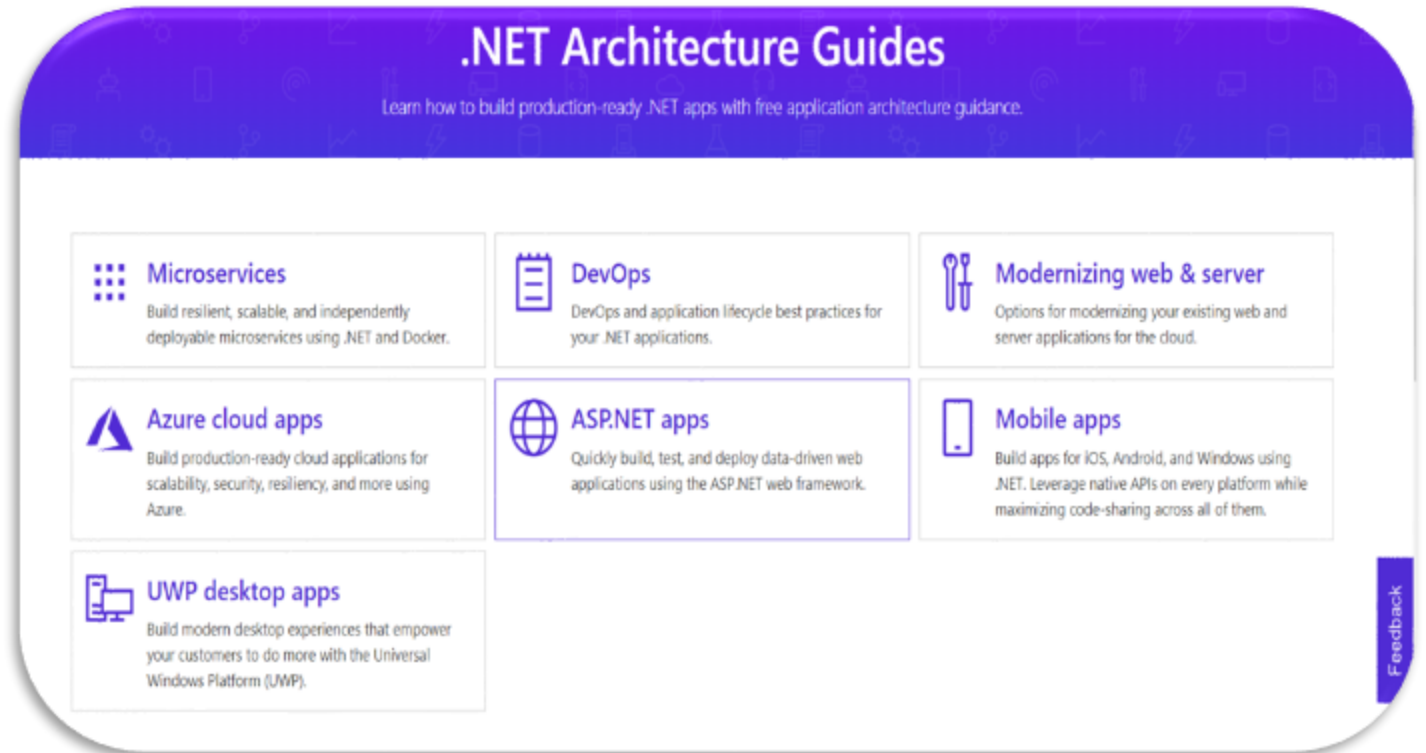 .NET Architecture Guides
Learn how to build production-ready .NET apps with free application architecture guidance.
Microservices
Build resilient, scalable, and independently
deployable microservices using .NET and Docker.
DevOps
DevOps and application lifecycle best practices for
your .NET applications.
Modernizing web & server
Options for modernizing your existing web and
server applications for the cloud.
Azure cloud apps
Build production-ready cloud applications for
scalability, security, resiliency, and more using
Azure.
ASP.NET apps
Quickly build, test, and deploy data-driven web
applications using the ASP.NET web framework.
Mobile apps
Build apps for iOS, Android, and Windows using
.NET. Leverage native APIs on every platform while
maximizing code-sharing across all of them.
UWP desktop apps
Build modern desktop experiences that empower
your customers to do more with the Universal
Windows Platform (UWP).
Feedback